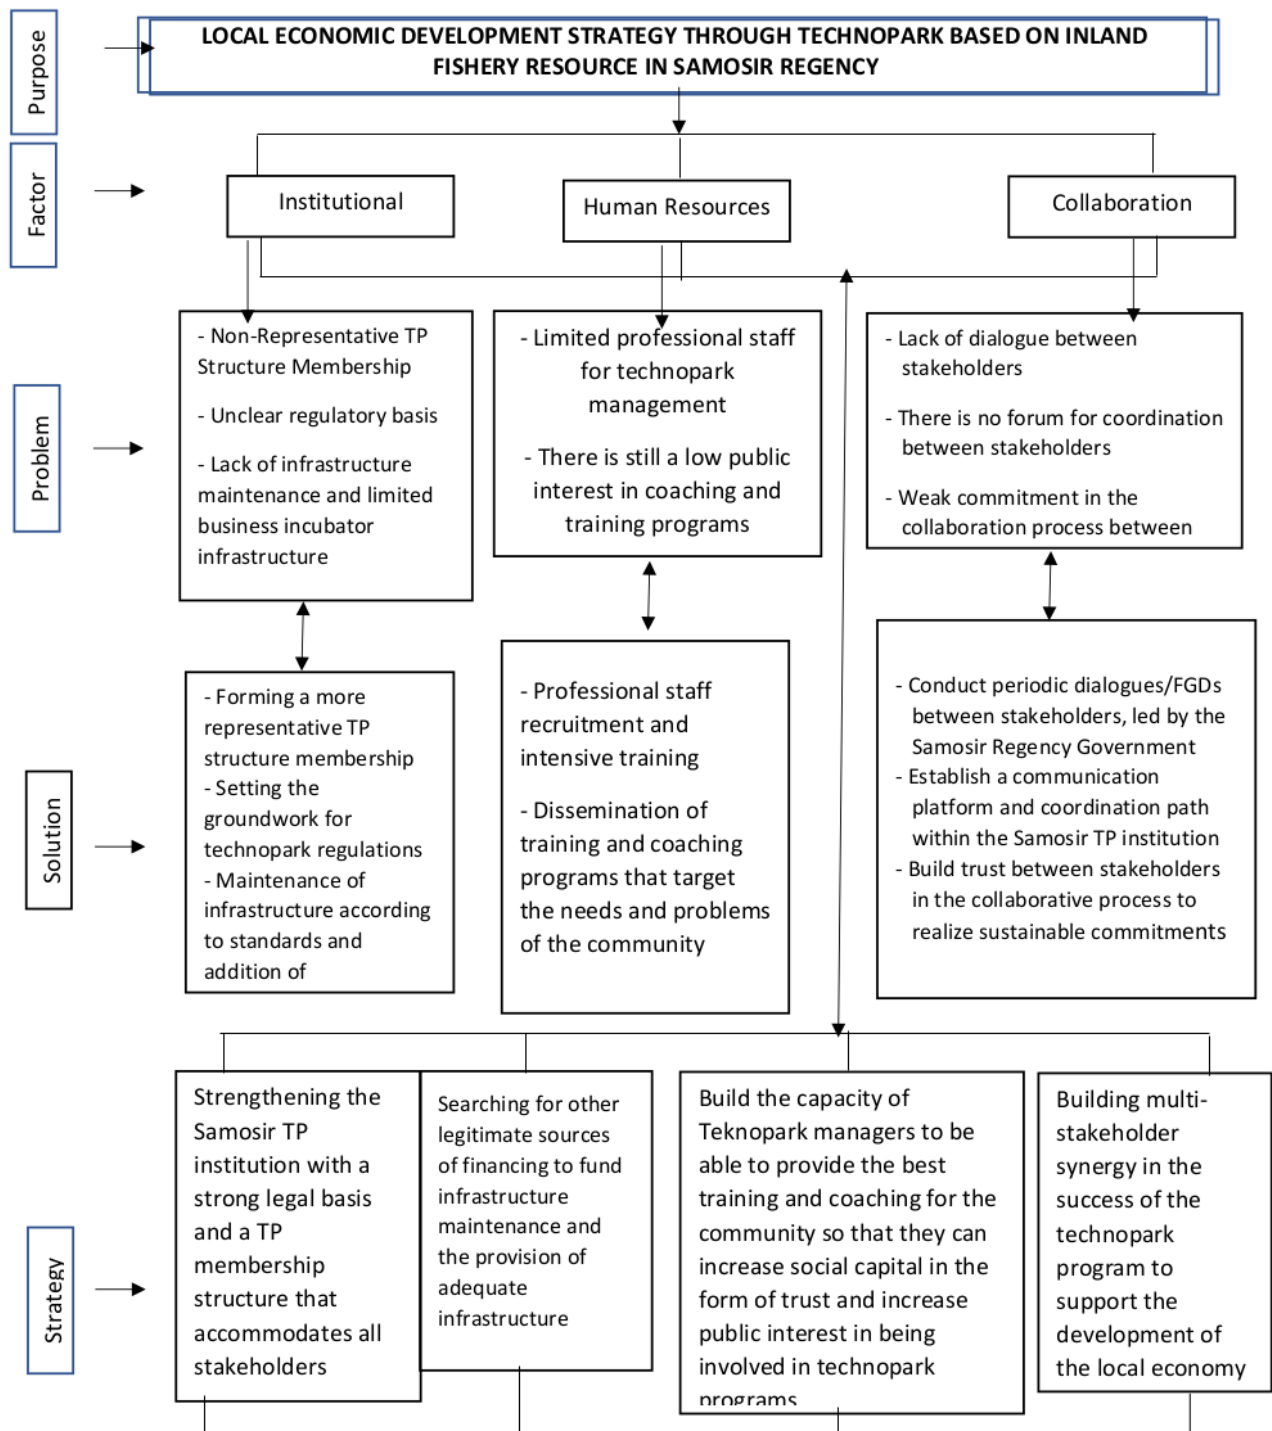 Purpose
LOCAL ECONOMIC DEVELOPMENT STRATEGY THROUGH TECHNOPARK BASED ON INLAND
FISHERY RESOURCE IN SAMOSIR REGENCY
Factor
Institutional
Human Resources
Collaboration
Problem
- Non-Representative TP
Structure Membership
- Unclear regulatory basis
- Lack of infrastructure
maintenance and limited
business incubator
infrastructure
- Limited professional staff
for technopark
management
- There is still a low public
interest in coaching and
training programs
- Lack of dialogue between
stakeholders
- There is no forum for coordination
between stakeholders
- Weak commitment in the
collaboration process between
Solution
- Forming a more
representative TP
structure membership
- Setting the
groundwork for
technopark regulations
- Maintenance of
infrastructure according
to standards and
addition of
- Professional staff
recruitment and
intensive training
- Dissemination of
training and coaching
programs that target
the needs and problems
of the community
- Conduct periodic dialogues/FGDs
between stakeholders, led by the
Samosir Regency Government
- Establish a communication
platform and coordination path
within the Samosir TP institution
- Build trust between stakeholders
in the collaborative process to
realize sustainable commitments
Strategy
Strengthening the
Samosir TP
institution with a
strong legal basis
and a TP
membership
structure that
accommodates all
stakeholders
Searching for other
legitimate sources
of financing to fund
infrastructure
maintenance and
the provision of
adequate
infrastructure
Build the capacity of
Teknopark managers to be
able to provide the best
training and coaching for the
community so that they can
increase social capital in the
form of trust and increase
public interest in being
involved in technopark
programs
Building multi-
stakeholder
synergy in the
success of the
technopark
program to
support the
development of
the local economy